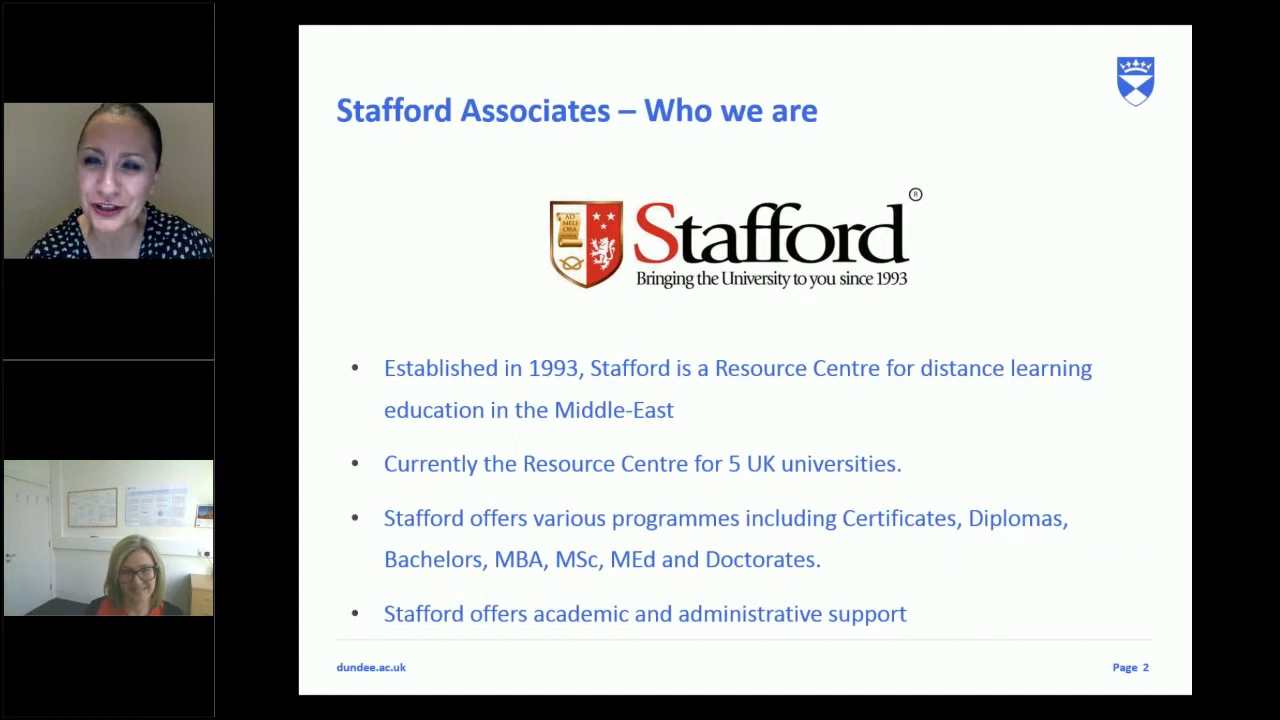 Stafford Associates – Who we are
AD
MELI
ORA
Stafford®
Bringing the University to you since 1993
• Established in 1993, Stafford is a Resource Centre for distance learning
education in the Middle-East
• Currently the Resource Centre for 5 UK universities.
• Stafford offers various programmes including Certificates, Diplomas,
Bachelors, MBA, MSc, MEd and Doctorates.
• Stafford offers academic and administrative support
dundee.ac.uk
Page 2